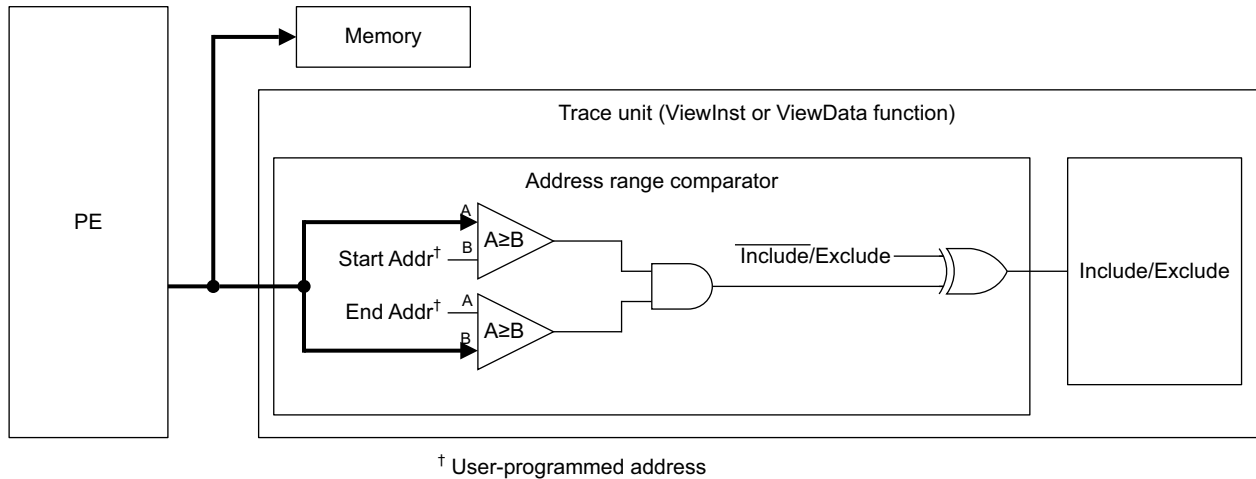 Memory
Trace unit (ViewInst or ViewData function)
Address range comparator
PE
A
A≥B
B
Start Addr†
End Addr†
A
A≥B
B
I̅n̅c̅l̅u̅d̅e̅/Exclude
Include/Exclude
† User-programmed address